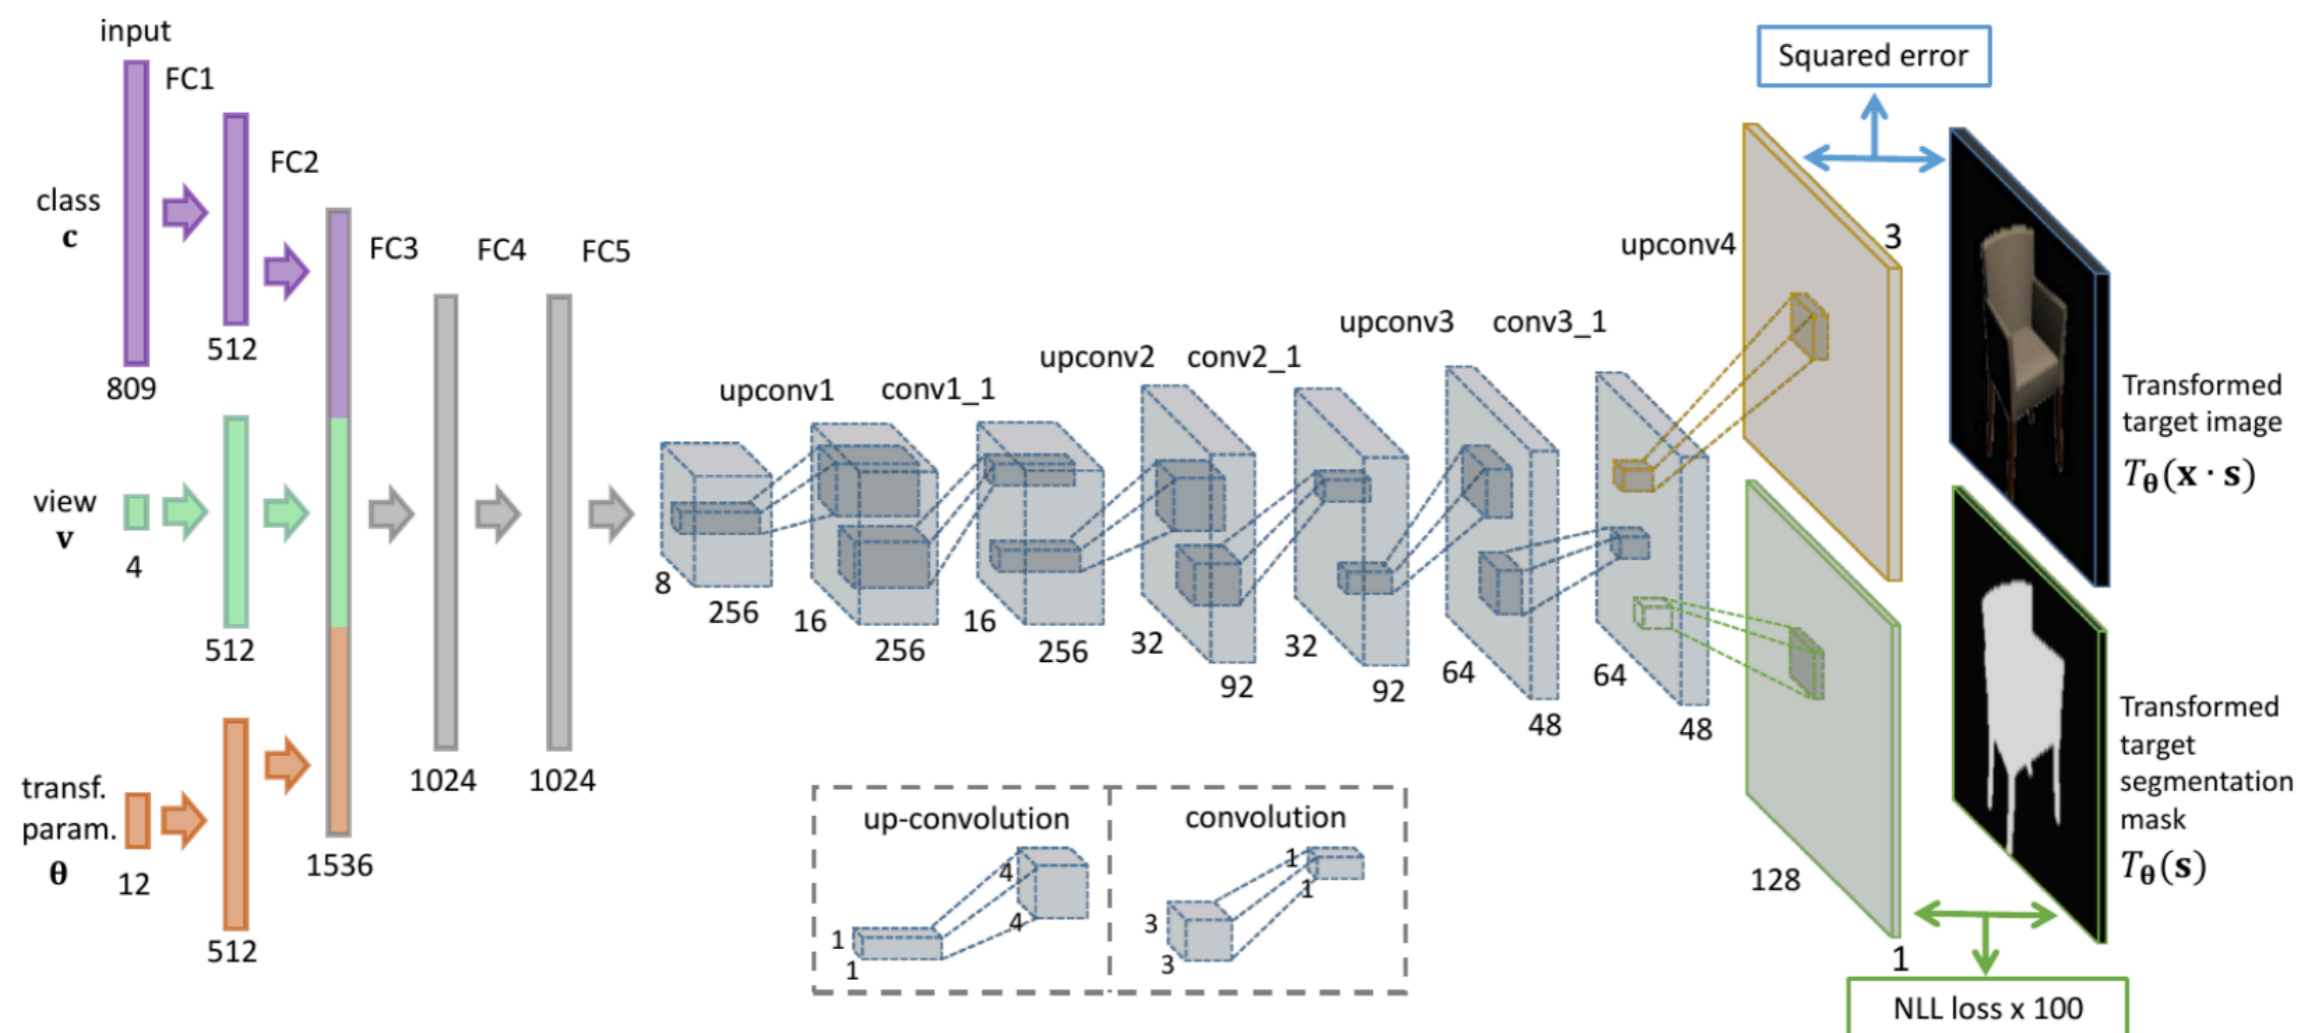 input
FC1
FC2
class
c
809
512
FC3
FC4
FC5
view
v
4
512
transf.
param.
θ
12
512
1536
1024
1024
upconv1
conv1_1
upconv2
conv2_1
upconv3
conv3_1
upconv4
8
256
16
256
16
256
32
92
32
92
64
48
64
48
3
128
1
Squared error
Transformed
target image
T_θ(x · s)
Transformed
target
segmentation
mask
T_θ(s)
NLL loss x 100
up-convolution
1
1
4
4
convolution
3
3
1
1